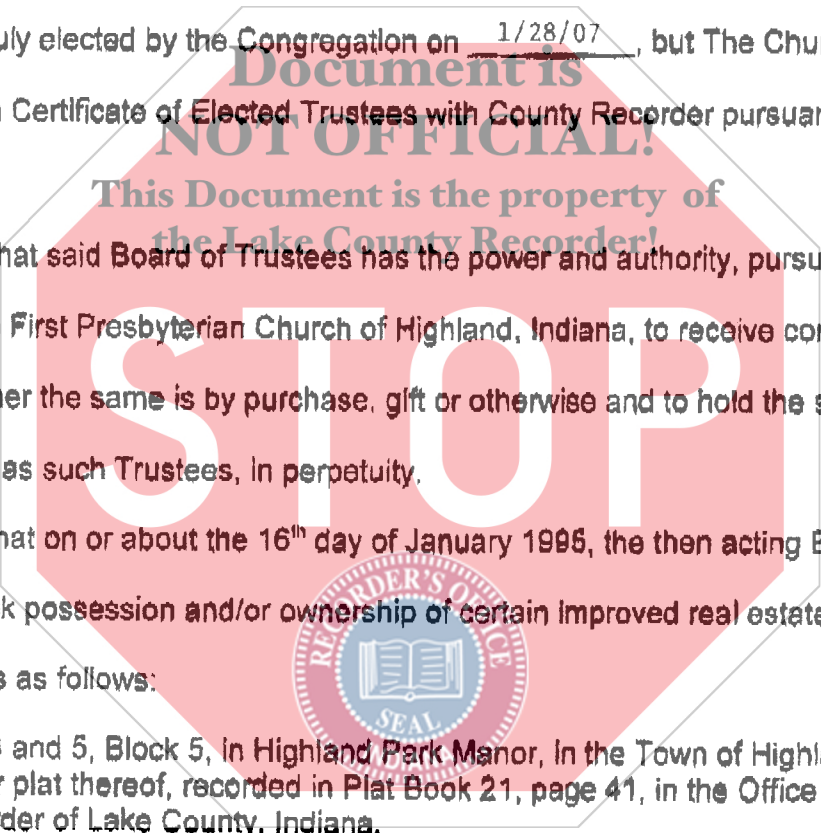 uly elected by the Congregation on 1/28/07, but The Chu
Document is
Certificate of Elected Trustees with County Recorder pursuan
NOT OFFICIAL!
This Document is the property of
the Lake County Recorder!
hat said Board of Trustees has the power and authority, pursu
First Presbyterian Church of Highland, Indiana, to receive con
STOP
er the same is by purchase, gift or otherwise and to hold the s
as such Trustees, in perpetuity.
hat on or about the 16th day of January 1995, the then acting B
k possession and/or ownership of certain improved real estate
RECORDER'S OFFICE
s as follows:
SEAL
and 5, Block 5, in Highland Park Manor, in the Town of Highl
r plat thereof, recorded in Plat Book 21, page 41, in the Office
rder of Lake County, Indiana.